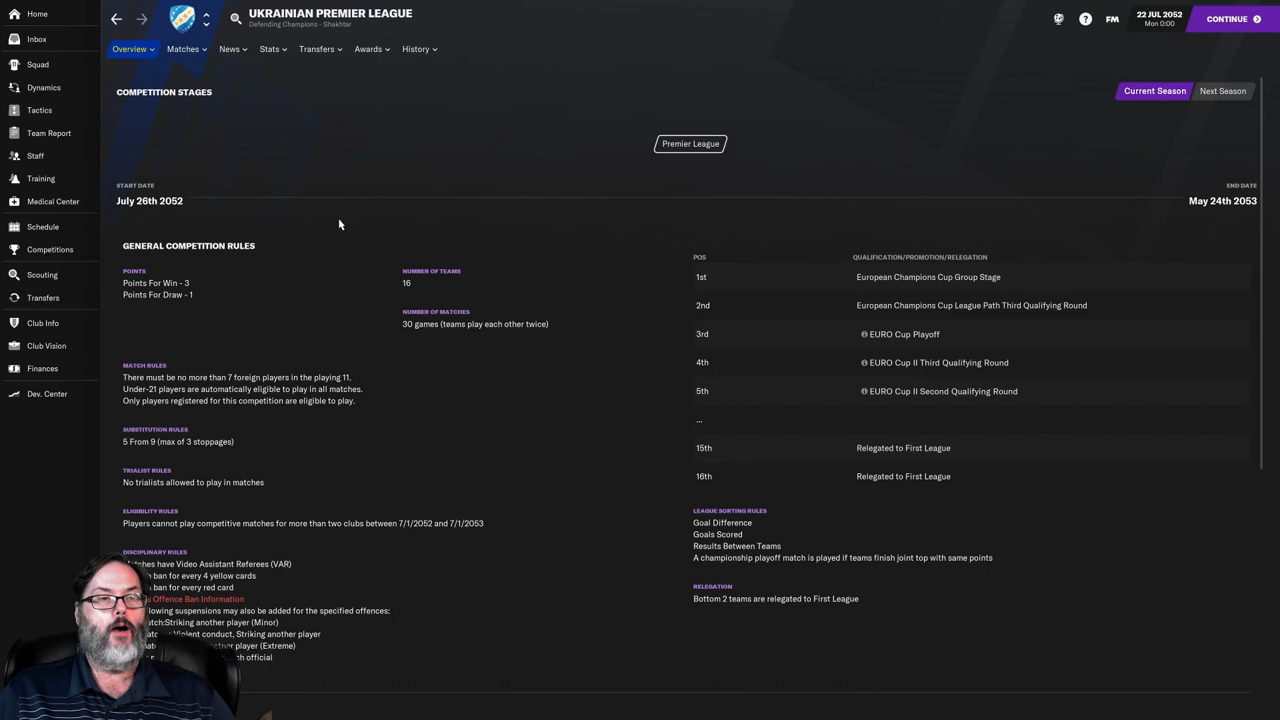 Home
Inbox
Squad
Dynamics
Tactics
Team Report
Staff
Training
Medical Center
Schedule
Competitions
Scouting
Transfers
Club Info
Club Vision
Finances
Dev. Center
UKRAINIAN PREMIER LEAGUE
Defending Champions - Shakhtar
FM
22 JUL 2052
Mon 0:00
CONTINUE
Overview
Matches
News
Stats
Transfers
Awards
History
COMPETITION STAGES
Current Season
Next Season
Premier League
START DATE
July 26th 2052
END DATE
May 24th 2053
GENERAL COMPETITION RULES
POINTS
Points For Win - 3
Points For Draw - 1
NUMBER OF TEAMS
16
NUMBER OF MATCHES
30 games (teams play each other twice)
MATCH RULES
There must be no more than 7 foreign players in the playing 11.
Under-21 players are automatically eligible to play in all matches.
Only players registered for this competition are eligible to play.
SUBSTITUTION RULES
5 From 9 (max of 3 stoppages)
TRIALIST RULES
No trialists allowed to play in matches
ELIGIBILITY RULES
Players cannot play competitive matches for more than two clubs between 7/1/2052 and 7/1/2053
DISCIPLINARY RULES
Matches have Video Assistant Referees (VAR)
ban for every 4 yellow cards
ban for every red card
Offence Ban Information
following suspensions may also be added for the specified offences:
Striking another player (Minor)
Violent conduct, Striking another player
another player (Extreme)
official
POS
QUALIFICATION/PROMOTION/RELEGATION
1st
European Champions Cup Group Stage
2nd
European Champions Cup League Path Third Qualifying Round
3rd
EURO Cup Playoff
4th
EURO Cup II Third Qualifying Round
5th
EURO Cup II Second Qualifying Round
...
15th
Relegated to First League
16th
Relegated to First League
LEAGUE SORTING RULES
Goal Difference
Goals Scored
Results Between Teams
A championship playoff match is played if teams finish joint top with same points
RELEGATION
Bottom 2 teams are relegated to First League